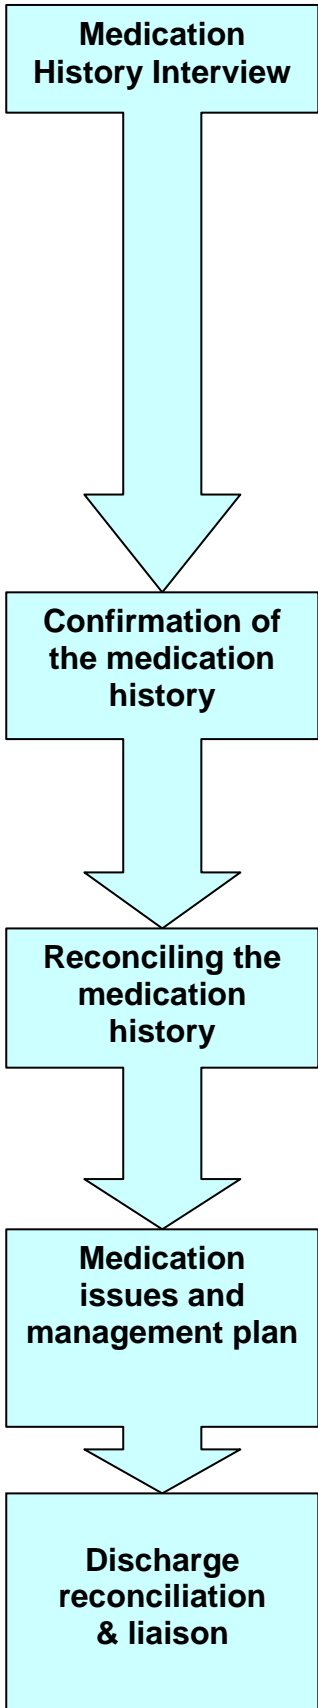 Medication
History Interview
Confirmation of
the medication
history
Reconciling the
medication
history
Medication
issues and
management plan
Discharge
reconciliation
& liaison